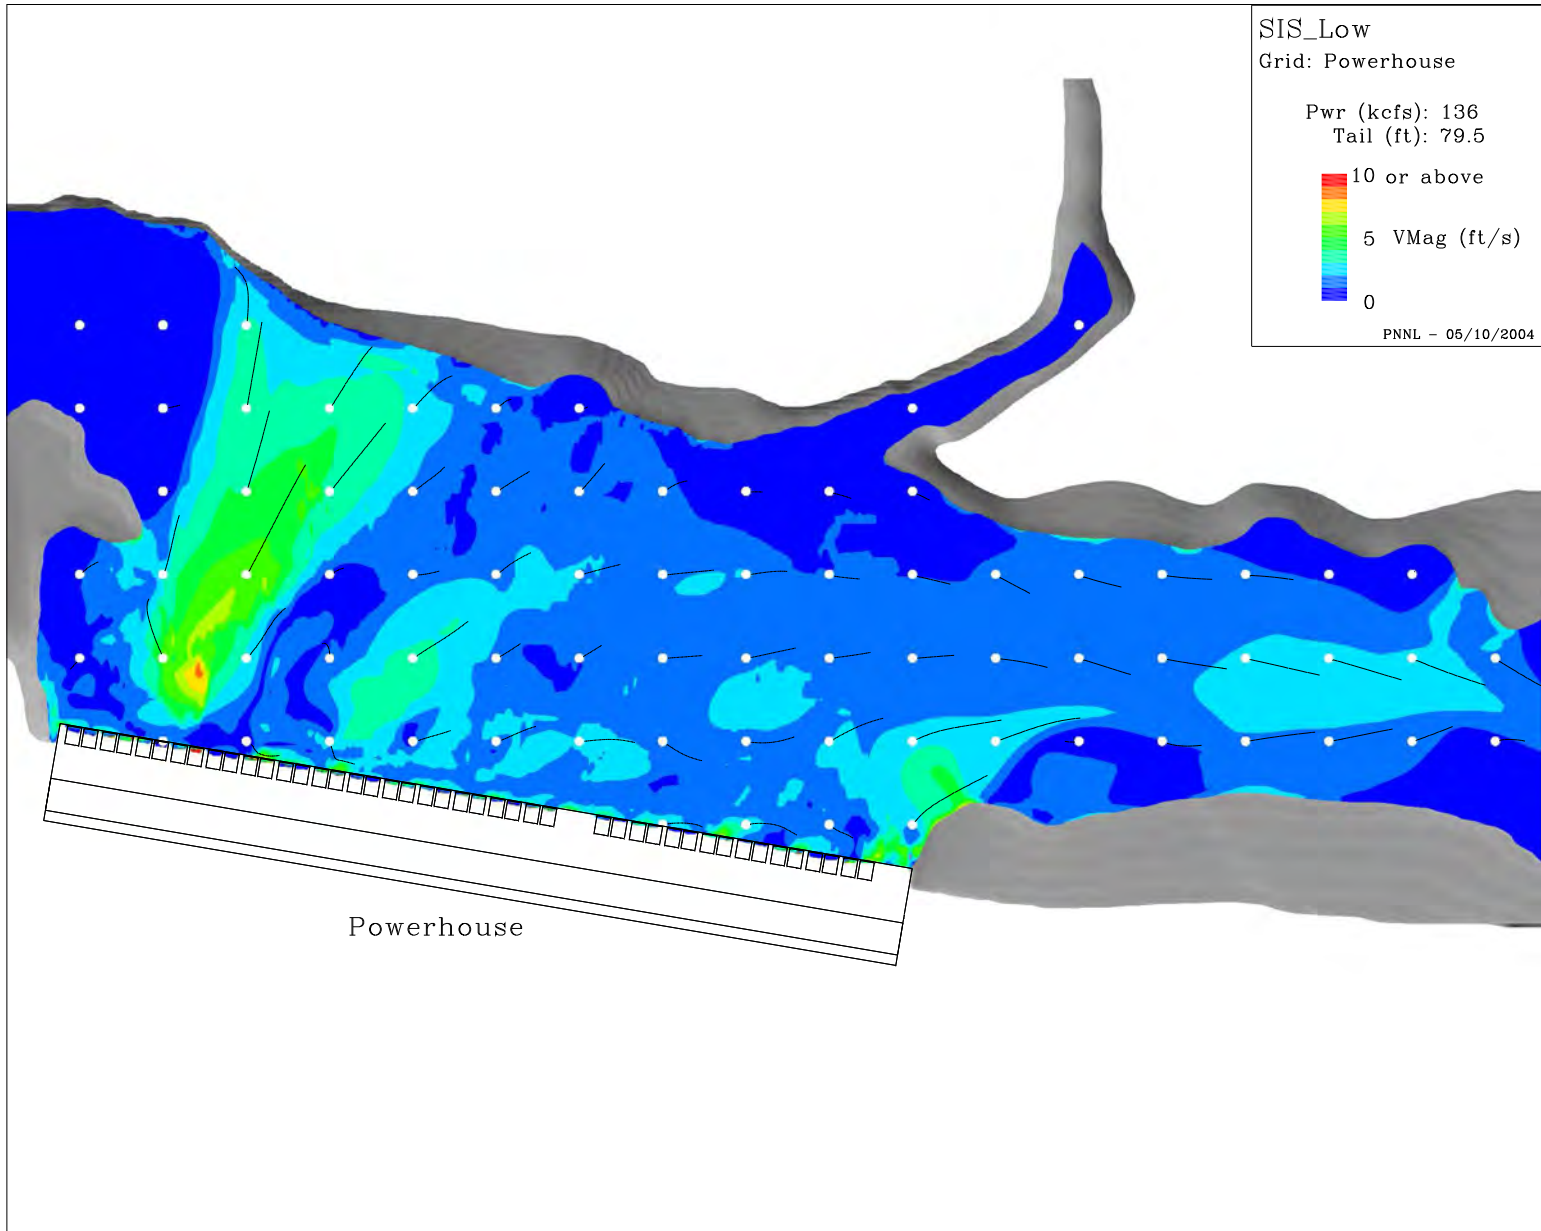 SIS_Low
Grid: Powerhouse
Pwr (kcfs): 136
Tail (ft): 79.5
10 or above
5 VMag (ft/s)
0
PNNL - 05/10/2004
Powerhouse